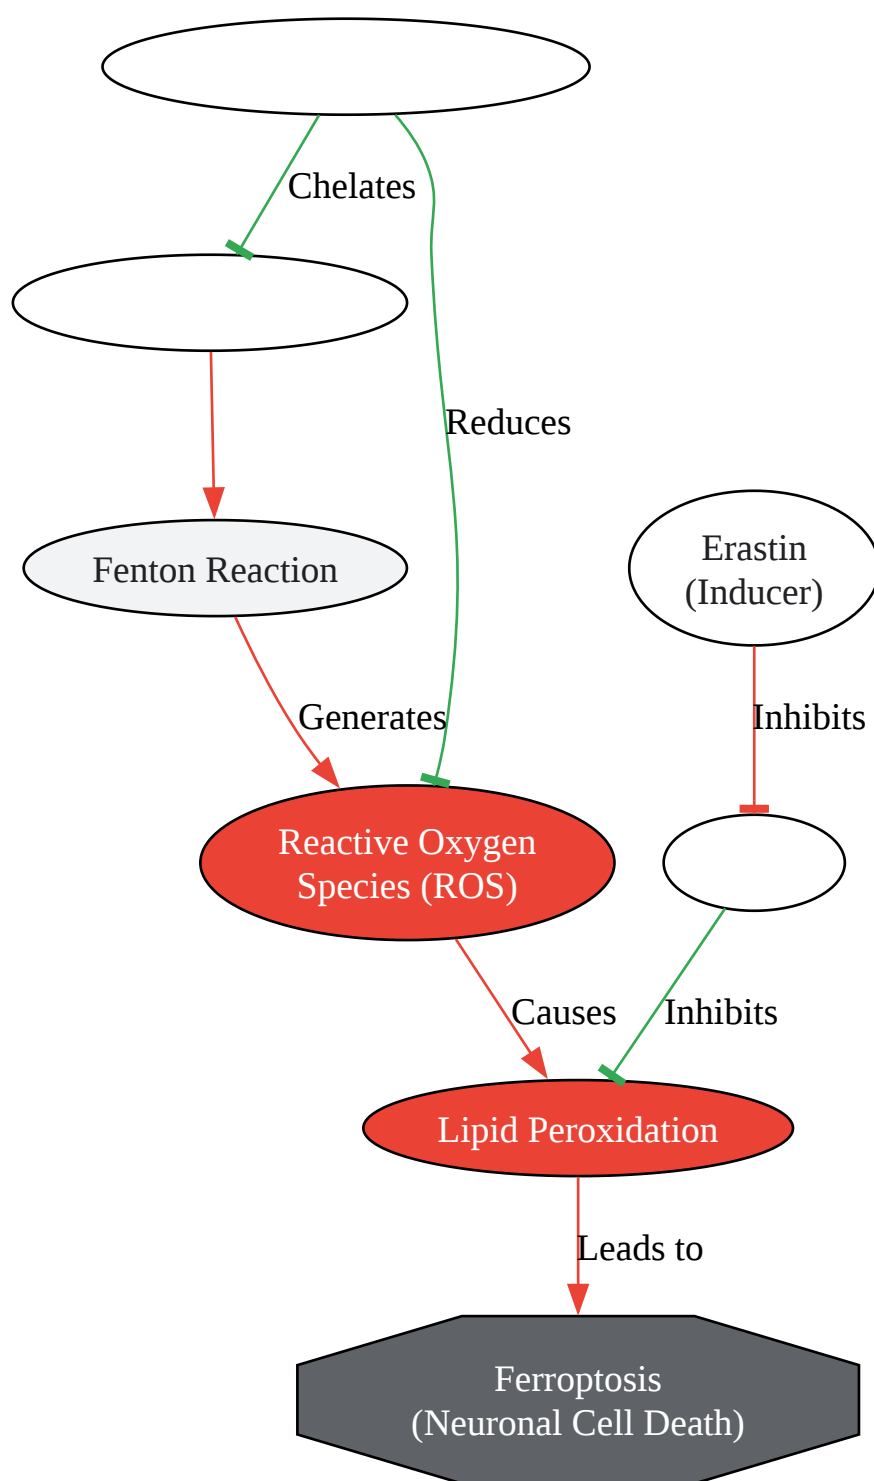 Chelates
Reduces
Fenton Reaction
Erastin
(Inducer)
Generates
Inhibits
Reactive Oxygen
Species (ROS)
Causes
Inhibits
Lipid Peroxidation
Leads to
Ferroptosis
(Neuronal Cell Death)